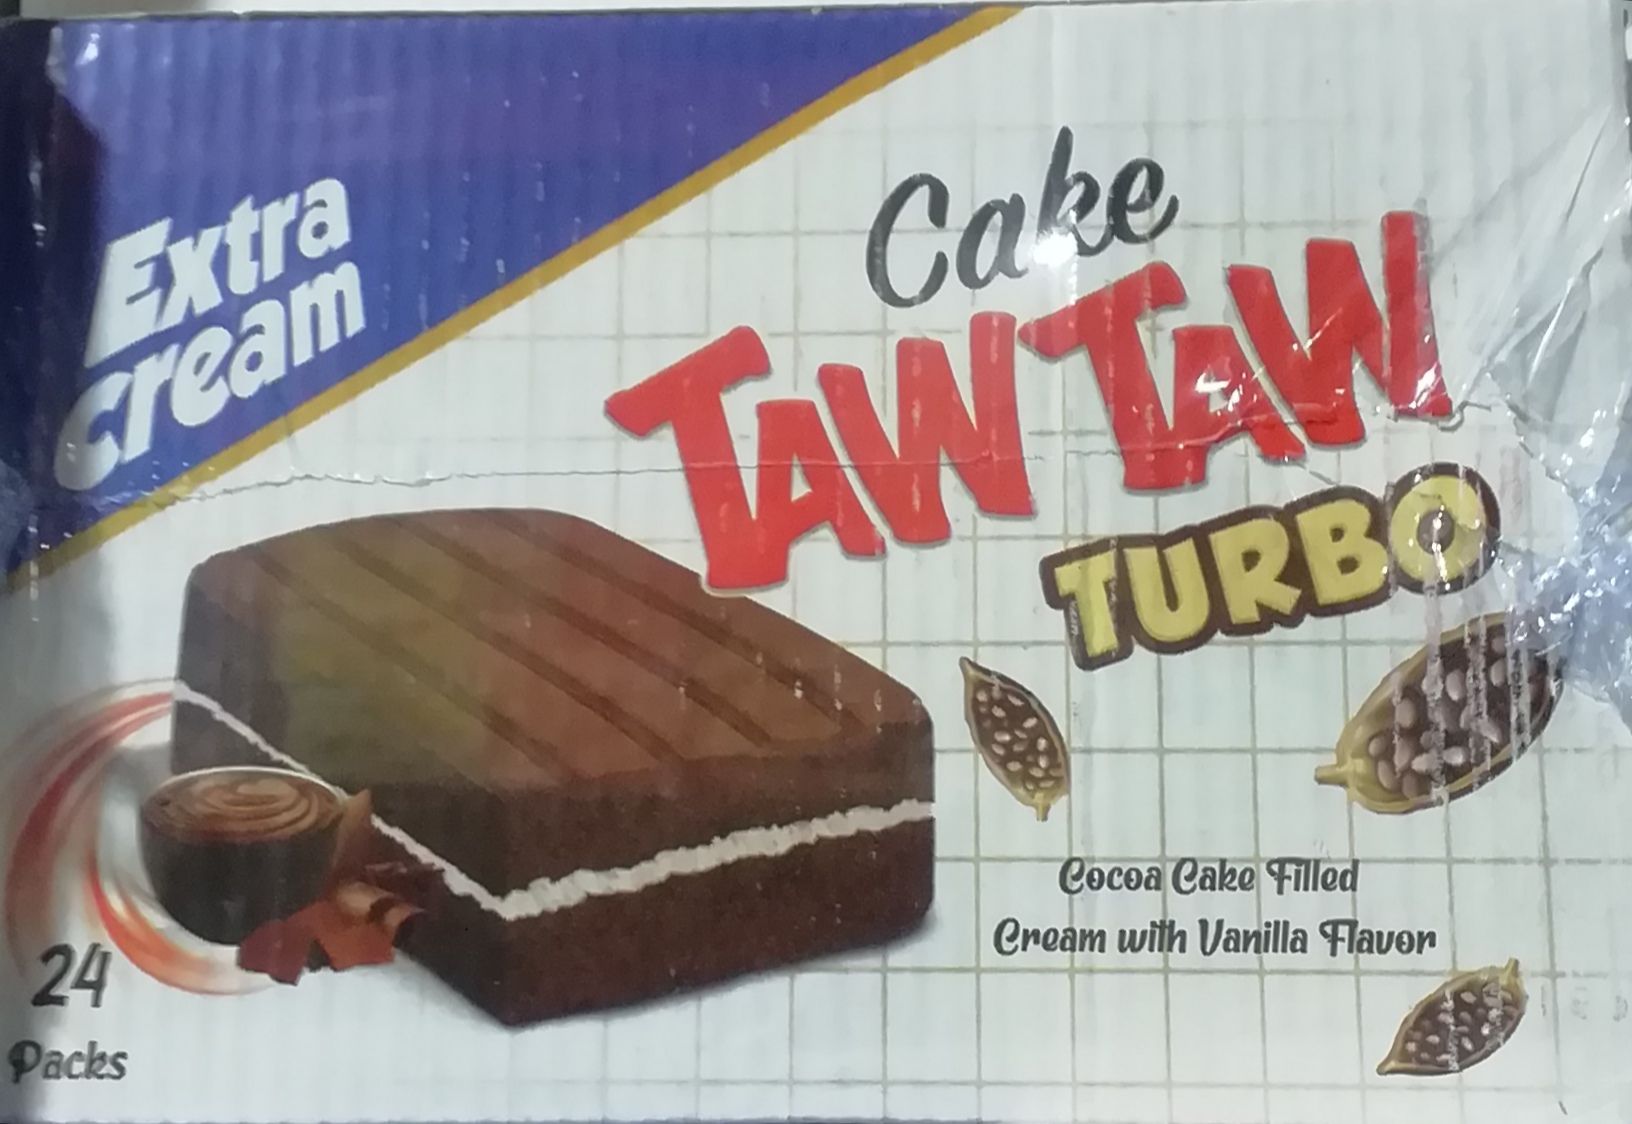 Extra
Cream
Cake
TAW TAW
TURBO
Cocoa Cake Filled
Cream with Vanilla Flavor
24
Packs